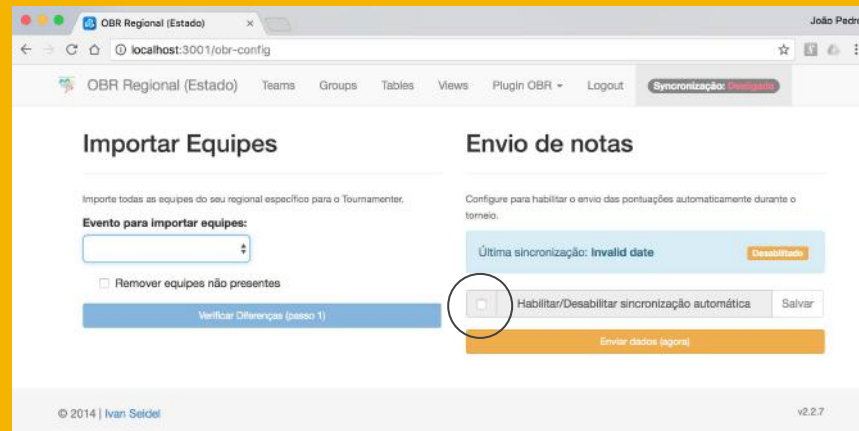 OBR Regional (Estado)
João Pedro
localhost:3001/obr-config
OBR Regional (Estado) Teams Groups Tables Views Plugin OBR Logout Syncronização: Desligada
Importar Equipes
Importe todas as equipes do seu regional específico para o Tournamenter.
Evento para importar equipes:
Remover equipes não presentes
Verificar Diferenças (passo 1)
Envio de notas
Configure para habilitar o envio das pontuações automaticamente durante o
torneio.
Última sincronização: Invalid date Desabilitado
Habilitar/Desabilitar sincronização automática Salvar
Enviar dados (agora)
© 2014 | Ivan Seidel
v2.2.7